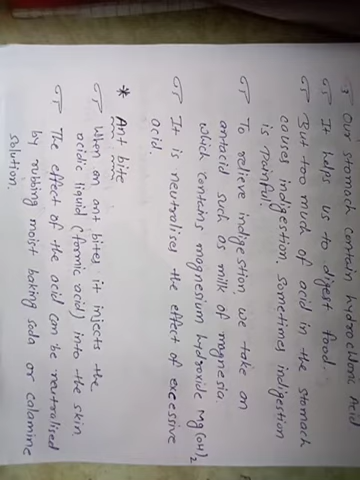 Our stomach contain hydrochloric Acid
It helps us to digest food.
But too much of acid in the stomach
causes indigestion. Sometimes indigestion
is painful.
To relieve indigestion, we take an
antacid such as milk of magnesia.
which contains magnesium hydroxide Mg(OH)2
It is neutralises the effect of excessive
acid.
* Ant bite
When an ant bites it injects the
acidic liquid (formic acid) into the skin
The effect of the acid can be neutralised
by rubbing moist baking soda or calamine
solution.